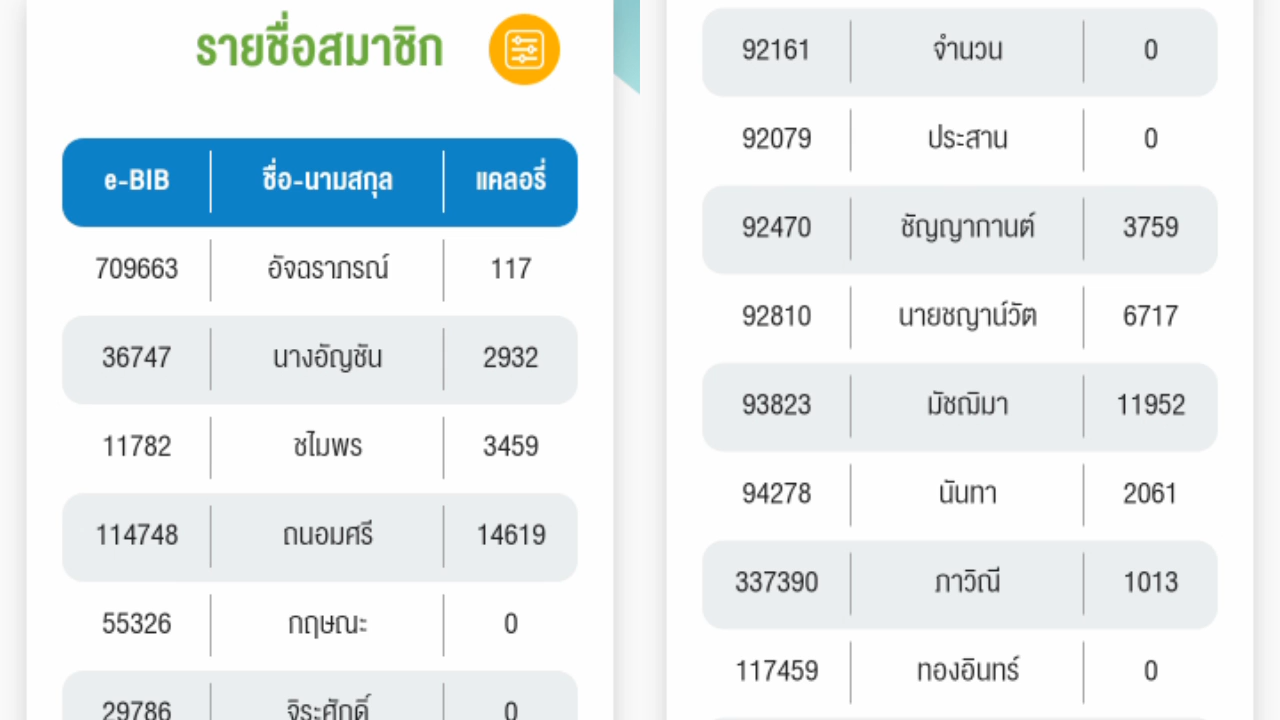 รายชื่อสมาชิก
e-BIB ชื่อ-นามสกุล แคลอรี่
709663 อัจฉราภรณ์ 117
36747 นางอัญชัน 2932
11782 ชไมพร 3459
114748 ถนอมศรี 14619
55326 กฤษณะ 0
29786 จิระศักดิ์ 0
92161 จำนวน 0
92079 ประสาน 0
92470 ชัญญากานต์ 3759
92810 นายชญาน์วัต 6717
93823 มัชฌิมา 11952
94278 นันทา 2061
337390 ภาวิณี 1013
117459 ทองอินทร์ 0